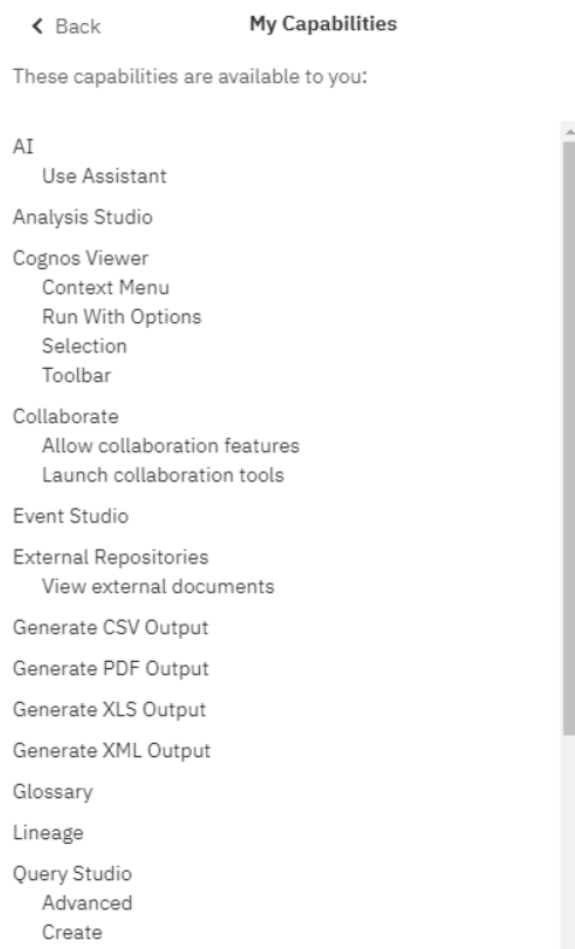 Back
My Capabilities
These capabilities are available to you:
AI
Use Assistant
Analysis Studio
Cognos Viewer
Context Menu
Run With Options
Selection
Toolbar
Collaborate
Allow collaboration features
Launch collaboration tools
Event Studio
External Repositories
View external documents
Generate CSV Output
Generate PDF Output
Generate XLS Output
Generate XML Output
Glossary
Lineage
Query Studio
Advanced
Create